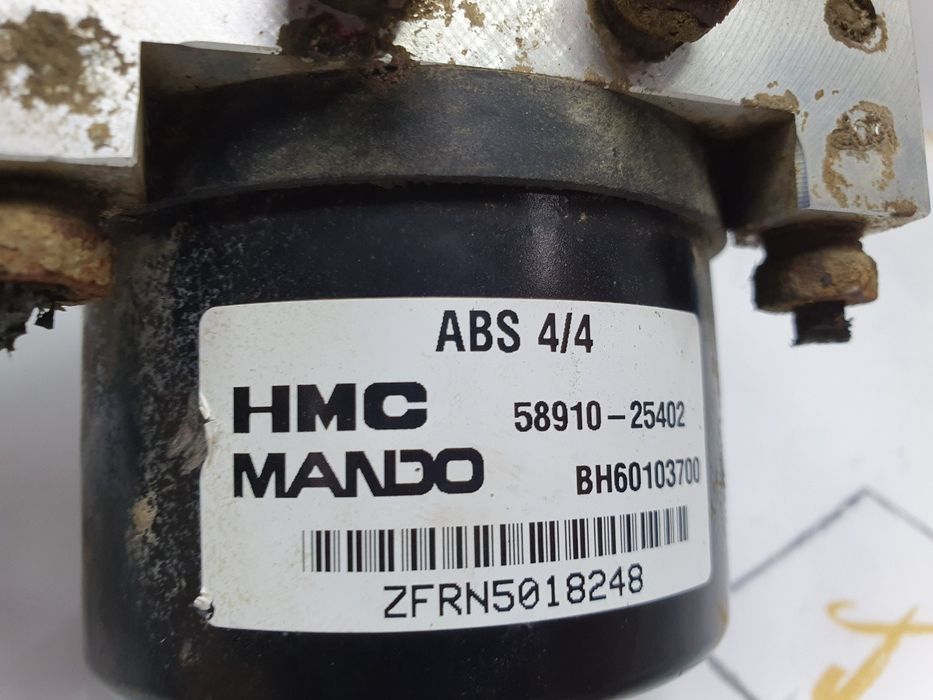 ABS 4/4
HMC 58910-25402
MANDO BH60103700
ZFRN5018248